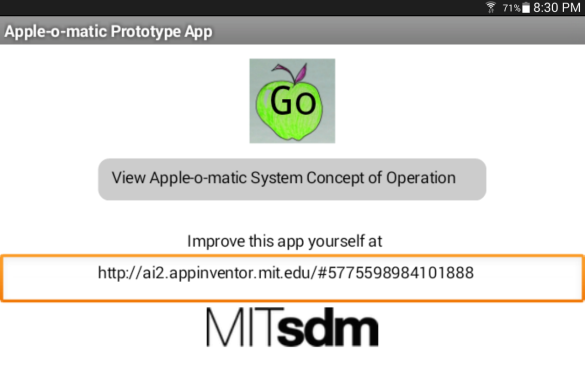 71% 8:30 PM
Apple-o-matic Prototype App
Go
View Apple-o-matic System Concept of Operation
Improve this app yourself at
http://ai2.appinventor.mit.edu/#5775598984101888
MITsdm